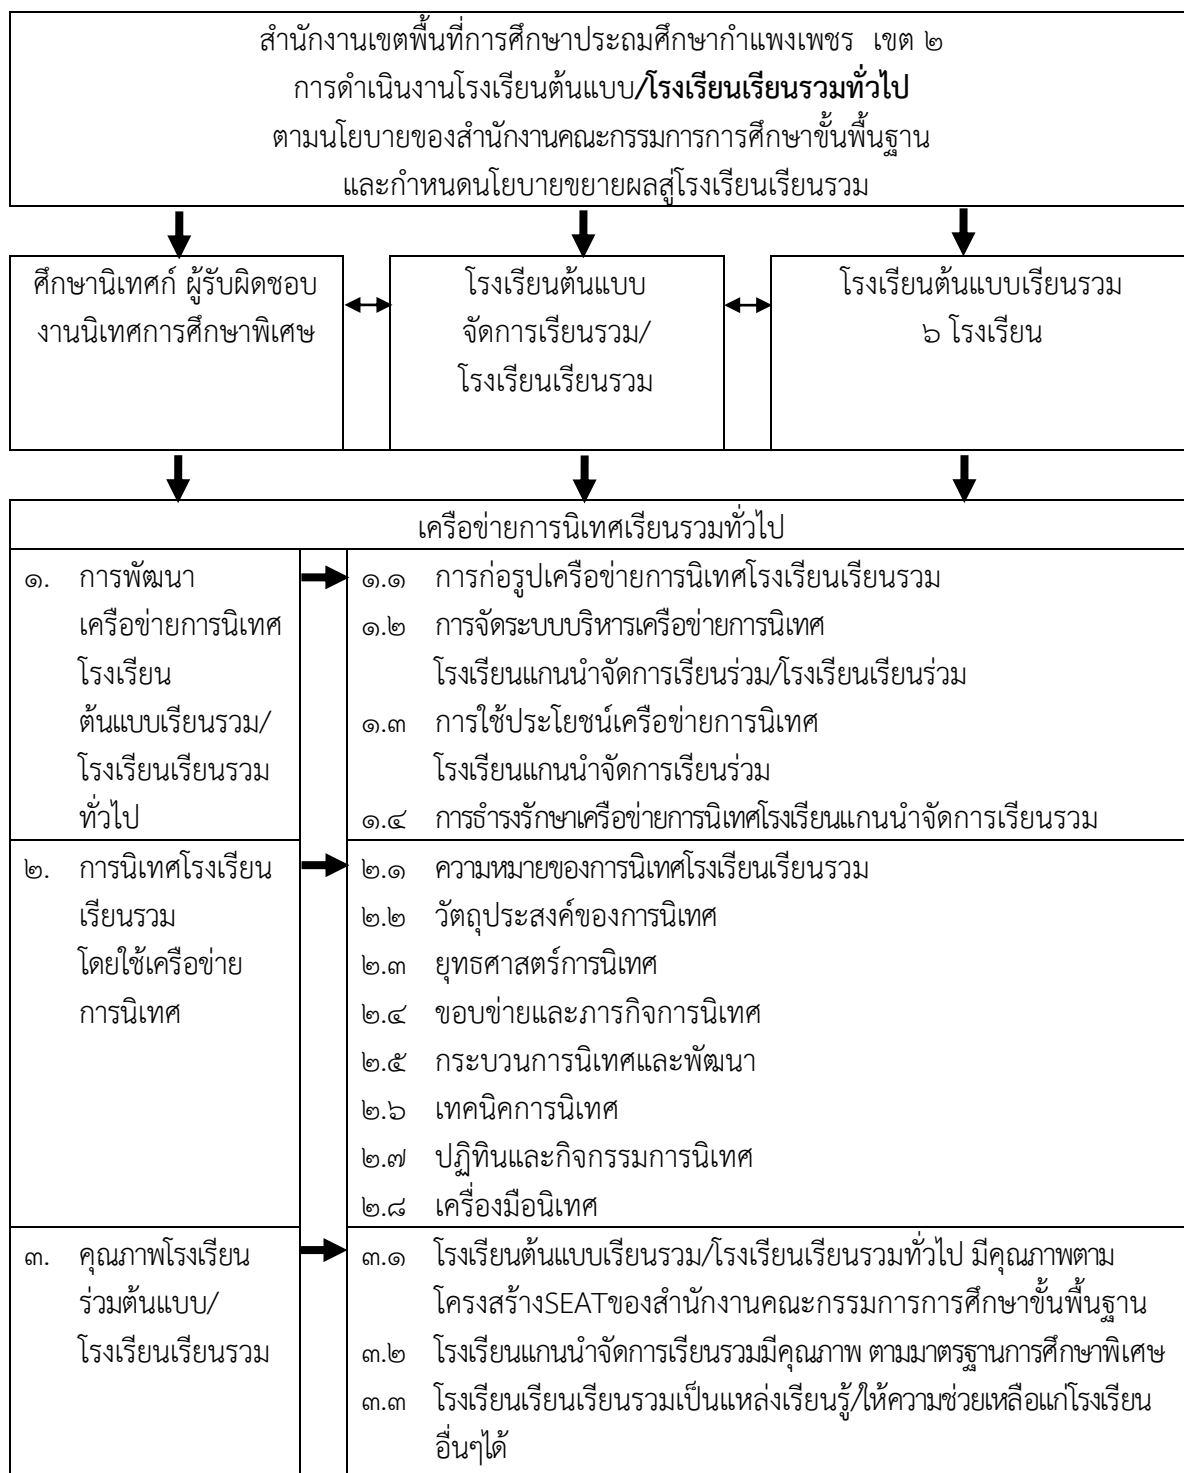 สำนักงานเขตพื้นที่การศึกษาประถมศึกษากำแพงเพชร เขต ๒
การดำเนินงานโรงเรียนต้นแบบ/โรงเรียนเรียนรวมทั่วไป
ตามนโยบายของสำนักงานคณะกรรมการการศึกษาขั้นพื้นฐาน
และกำหนดนโยบายขยายผลสู่โรงเรียนเรียนรวม
ศึกษานิเทศก์ ผู้รับผิดชอบ
งานนิเทศการศึกษาพิเศษ
โรงเรียนต้นแบบ
จัดการเรียนรวม/
โรงเรียนเรียนรวม
โรงเรียนต้นแบบเรียนรวม
๖ โรงเรียน
เครือข่ายการนิเทศเรียนรวมทั่วไป
๑. การพัฒนา
เครือข่ายการนิเทศ
โรงเรียน
ต้นแบบเรียนรวม/
โรงเรียนเรียนรวม
ทั่วไป
๑.๑ การก่อรูปเครือข่ายการนิเทศโรงเรียนเรียนรวม
๑.๒ การจัดระบบบริหารเครือข่ายการนิเทศ
โรงเรียนแกนนำจัดการเรียนร่วม/โรงเรียนเรียนร่วม
๑.๓ การใช้ประโยชน์เครือข่ายการนิเทศ
โรงเรียนแกนนำจัดการเรียนร่วม
๑.๔ การธำรงรักษาเครือข่ายการนิเทศโรงเรียนแกนนำจัดการเรียนรวม
๒. การนิเทศโรงเรียน
เรียนรวม
โดยใช้เครือข่าย
การนิเทศ
๒.๑ ความหมายของการนิเทศโรงเรียนเรียนรวม
๒.๒ วัตถุประสงค์ของการนิเทศ
๒.๓ ยุทธศาสตร์การนิเทศ
๒.๔ ขอบข่ายและภารกิจการนิเทศ
๒.๕ กระบวนการนิเทศและพัฒนา
๒.๖ เทคนิคการนิเทศ
๒.๗ ปฏิทินและกิจกรรมการนิเทศ
๒.๘ เครื่องมือนิเทศ
๓. คุณภาพโรงเรียน
ร่วมต้นแบบ/
โรงเรียนเรียนรวม
๓.๑ โรงเรียนต้นแบบเรียนรวม/โรงเรียนเรียนรวมทั่วไป มีคุณภาพตาม
โครงสร้างSEATของสำนักงานคณะกรรมการการศึกษาขั้นพื้นฐาน
๓.๒ โรงเรียนแกนนำจัดการเรียนรวมมีคุณภาพ ตามมาตรฐานการศึกษาพิเศษ
๓.๓ โรงเรียนเรียนเรียนรวมเป็นแหล่งเรียนรู้/ให้ความช่วยเหลือแก่โรงเรียน
อื่นๆได้